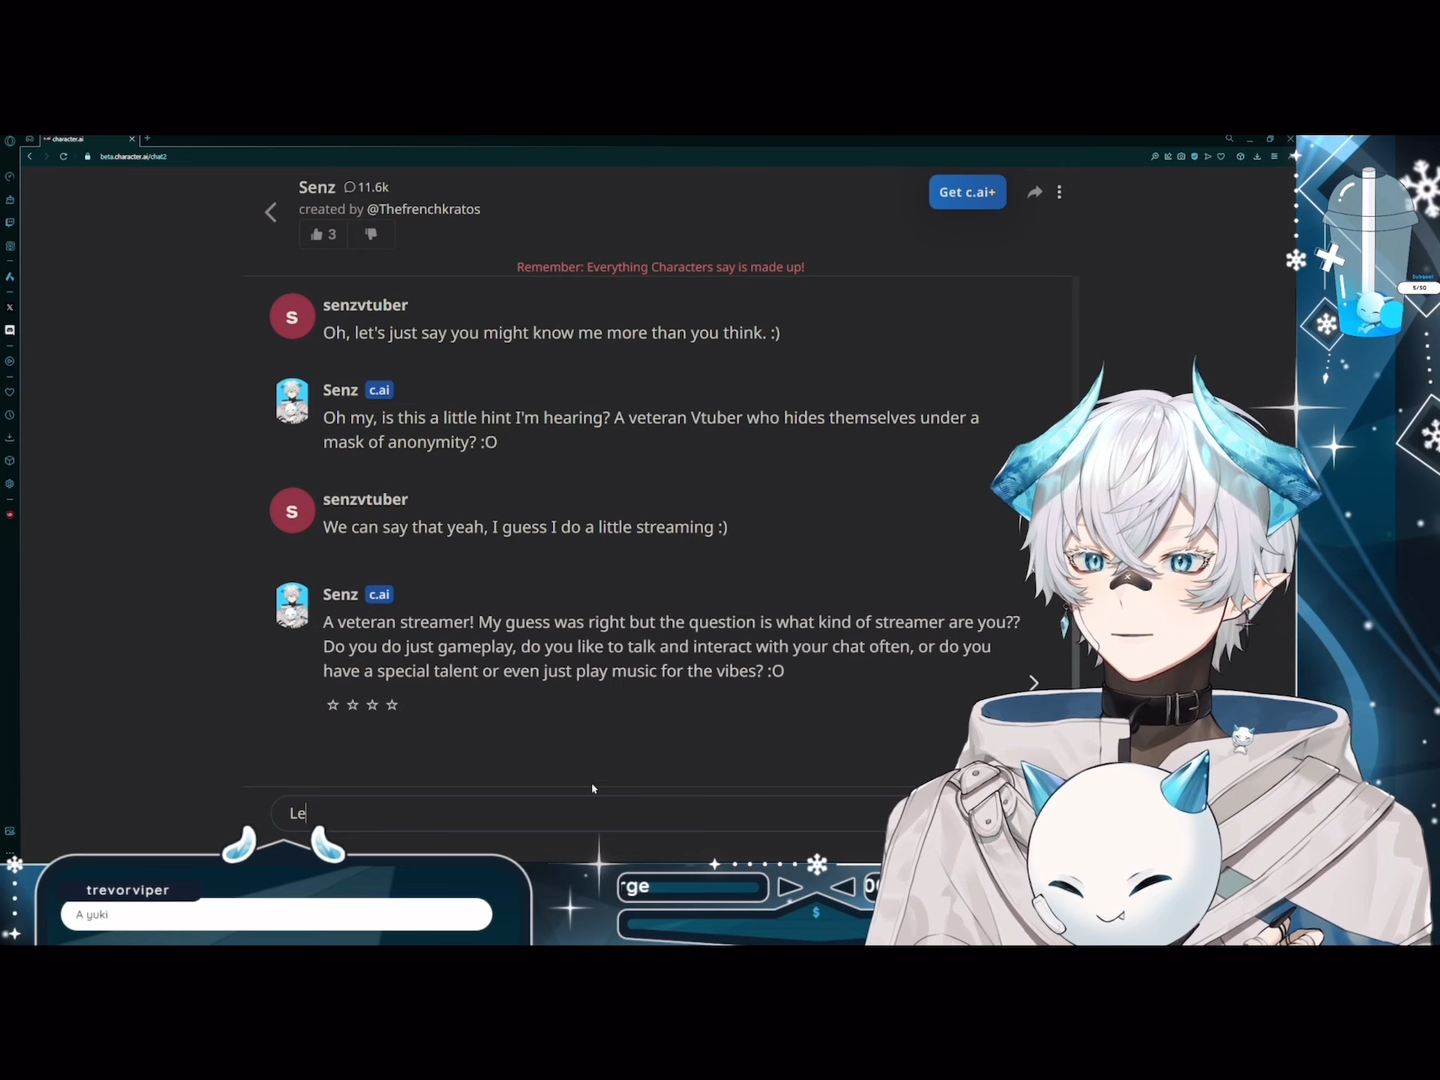 character.ai
beta.character.ai/chat2
Senz 11.6k
created by @Thefrenchkratos
3
Get c.ai+
Remember: Everything Characters say is made up!
s
senzvtuber
Oh, let's just say you might know me more than you think. :)
Senz c.ai
Oh my, is this a little hint I'm hearing? A veteran Vtuber who hides themselves under a
mask of anonymity? :O
s
senzvtuber
We can say that yeah, I guess I do a little streaming :)
Senz c.ai
A veteran streamer! My guess was right but the question is what kind of streamer are you??
Do you do just gameplay, do you like to talk and interact with your chat often, or do you
have a special talent or even just play music for the vibes? :O
Le
trevorviper
A yuki
rge
$
5/50